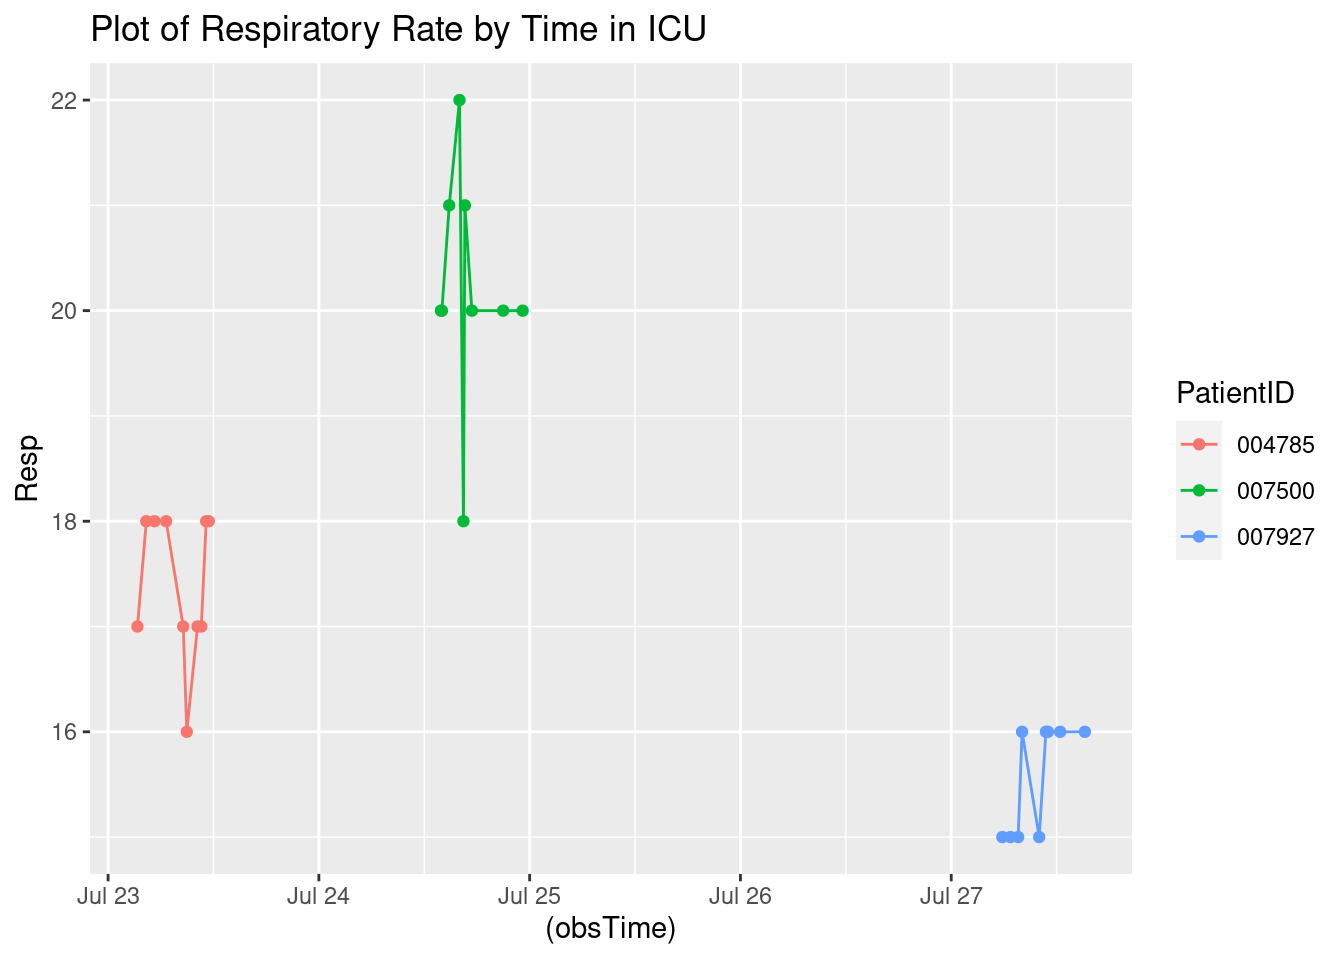 Plot of Respiratory Rate by Time in ICU
22
20
18
16
Resp
Jul 23
Jul 24
Jul 25
Jul 26
Jul 27
(obsTime)
PatientID
004785
007500
007927